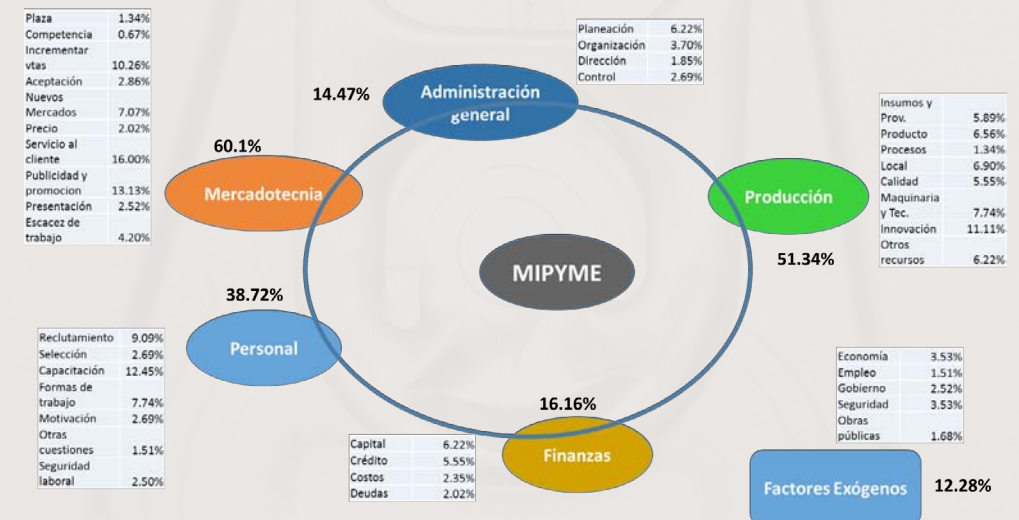 Plaza 1.34%
Competencia 0.67%
Incrementar
vtas 10.26%
Aceptación 2.86%
Nuevos
Mercados 7.07%
Precio 2.02%
Servicio al
cliente 16.00%
Publicidad y
promocion 13.13%
Presentación 2.52%
Escacez de
trabajo 4.20%
Planeación 6.22%
Organización 3.70%
Dirección 1.85%
Control 2.69%
14.47%
Administración
general
60.1%
Mercadotecnia
Insumos y
Prov. 5.89%
Producto 6.56%
Procesos 1.34%
Local 6.90%
Calidad 5.55%
Maquinaria
y Tec. 7.74%
Innovación 11.11%
Otros
recursos 6.22%
Producción
51.34%
MIPYME
38.72%
Personal
Reclutamiento 9.09%
Selección 2.69%
Capacitación 12.45%
Formas de
trabajo 7.74%
Motivación 2.69%
Otras
cuestiones 1.51%
Seguridad
laboral 2.50%
16.16%
Finanzas
Capital 6.22%
Crédito 5.55%
Costos 2.35%
Deudas 2.02%
Economía 3.53%
Empleo 1.51%
Gobierno 2.52%
Seguridad 3.53%
Obras
públicas 1.68%
Factores Exógenos
12.28%